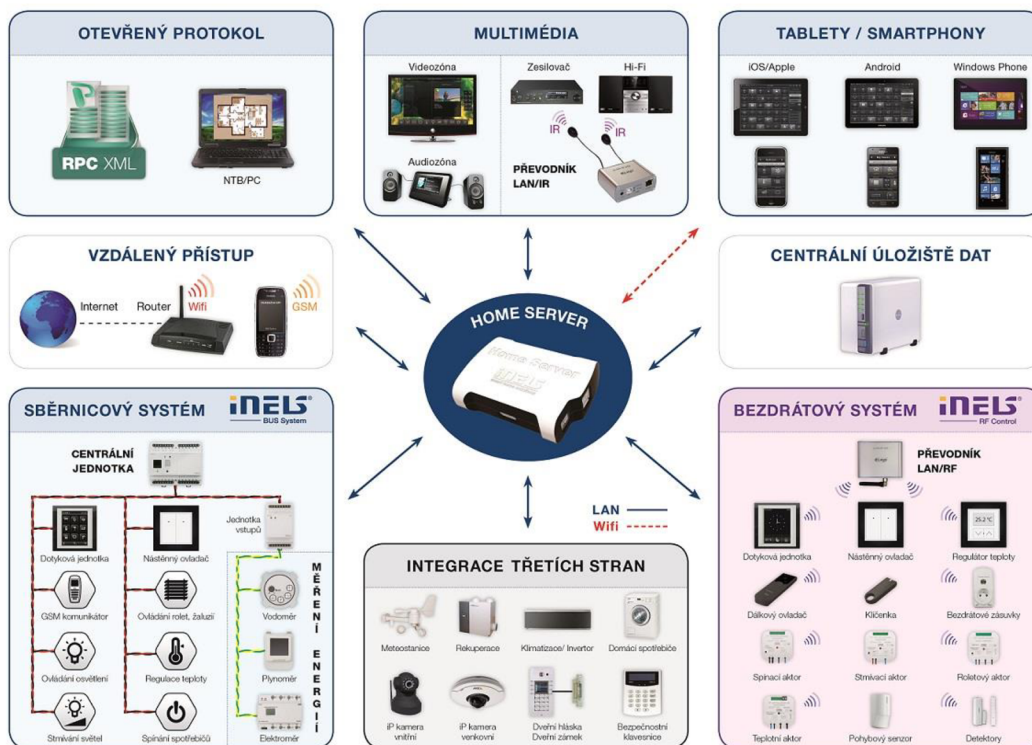 OTEVŘENÝ PROTOKOL
RPC XML
NTB/PC
MULTIMÉDIA
Videozóna
Zesilovač
Hi-Fi
IR
IR
Audiozóna
PŘEVODNÍK
LAN/IR
TABLETY / SMARTPHONY
iOS/Apple
Android
Windows Phone
VZDÁLENÝ PŘÍSTUP
Internet
Router
Wifi
GSM
HOME SERVER
Home Server
iNELS
CENTRÁLNÍ ÚLOŽIŠTĚ DAT
SBĚRNICOVÝ SYSTÉM
iNELS
BUS System
CENTRÁLNÍ
JEDNOTKA
Jednotka
vstupů
Dotyková jednotka
Nástěnný ovladač
GSM komunikátor
Ovládání rolet, žaluzií
Ovládání osvětlení
Regulace teploty
Stmívání světel
Spínání spotřebičů
MĚŘENÍ ENERGIÍ
Vodoměr
Plynoměr
Elektroměr
LAN
Wifi
INTEGRACE TŘETÍCH STRAN
Meteostanice
Rekuperace
Klimatizace/ Invertor
Domácí spotřebiče
iP kamera
vnitřní
iP kamera
venkovní
Dveřní hláska
Dveřní zámek
Bezpečnostní
klavesnice
BEZDRÁTOVÝ SYSTÉM
iNELS
RF Control
PŘEVODNÍK
LAN/RF
Dotyková jednotka
Nástěnný ovladač
25.2 °C
Regulátor teploty
Dálkový ovladač
Klíčenka
Bezdrátové zásuvky
Spínací aktor
Stmívací aktor
Roletový aktor
Teplotní aktor
Pohybový senzor
Detektory